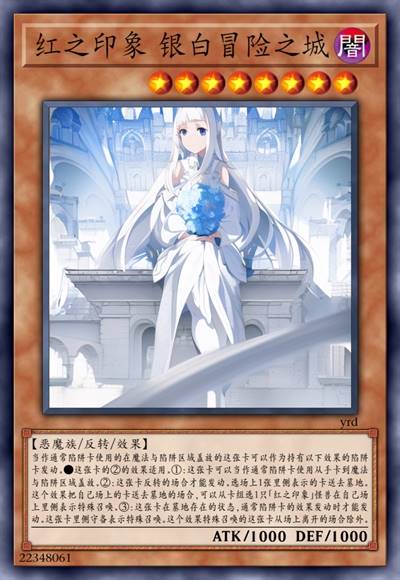 红之印象 银白冒险之城
闇
yrd
【恶魔族/反转/效果】
当作通常陷阱卡使用的在魔法与陷阱区域盖放的这张卡可以作为持有以下效果的陷阱
卡发动。●这张卡的②的效果适用。①：这张卡可以当作通常陷阱卡使用从手卡到魔法
与陷阱区域盖放。②：这张卡反转的场合才能发动。选场上1张里侧表示的卡送去墓地。
这个效果把自己场上的卡送去墓地的场合，可以从卡组选1只「红之印象」怪兽在自己场
上里侧表示特殊召唤。③：这张卡在墓地存在的状态，通常陷阱卡的效果发动时才能发
动。这张卡里侧守备表示特殊召唤。这个效果特殊召唤的这张卡从场上离开的场合除外。
ATK/1000 DEF/1000
22348061